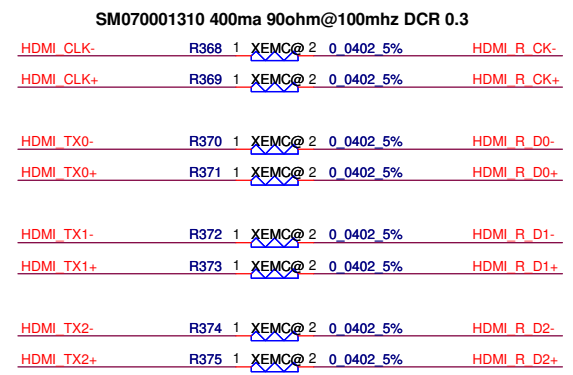 SM070001310 400ma 90ohm@100mhz DCR 0.3
HDMI_CLK- R368 1 XEMC@ 2 0_0402_5% HDMI_R_CK-
HDMI_CLK+ R369 1 XEMC@ 2 0_0402_5% HDMI_R_CK+
HDMI_TX0- R370 1 XEMC@ 2 0_0402_5% HDMI_R_D0-
HDMI_TX0+ R371 1 XEMC@ 2 0_0402_5% HDMI_R_D0+
HDMI_TX1- R372 1 XEMC@ 2 0_0402_5% HDMI_R_D1-
HDMI_TX1+ R373 1 XEMC@ 2 0_0402_5% HDMI_R_D1+
HDMI_TX2- R374 1 XEMC@ 2 0_0402_5% HDMI_R_D2-
HDMI_TX2+ R375 1 XEMC@ 2 0_0402_5% HDMI_R_D2+